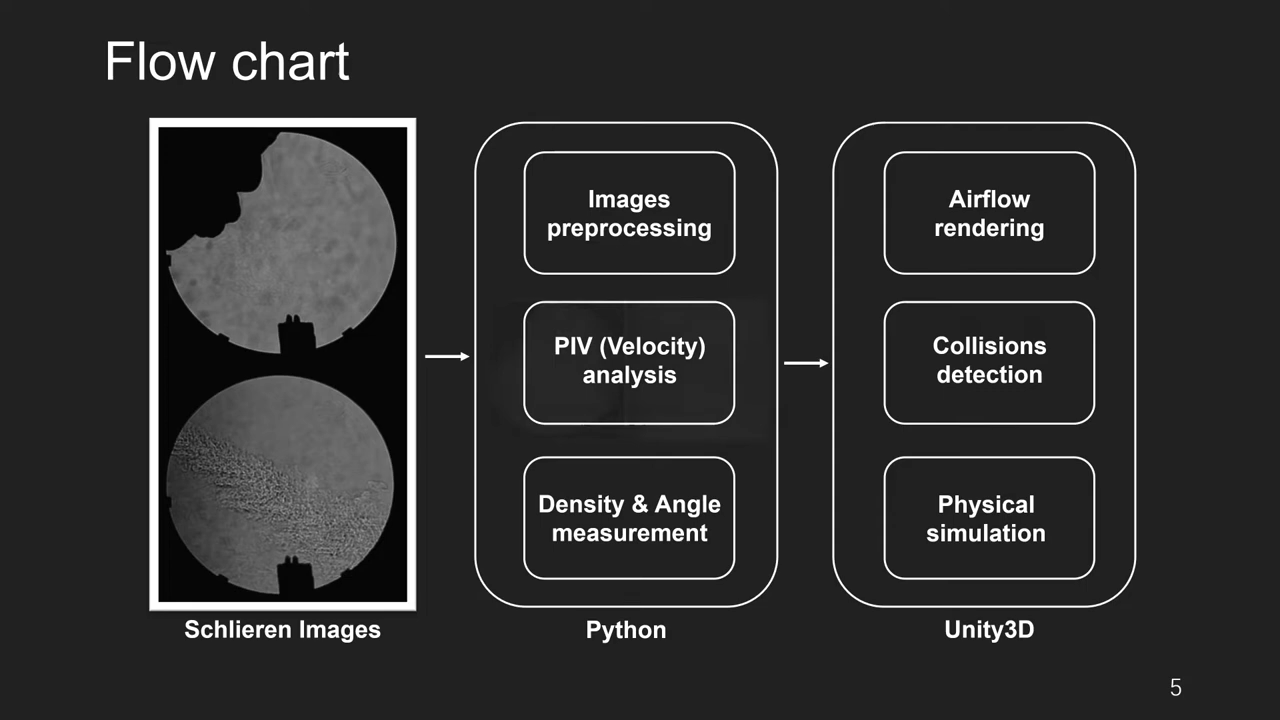 Flow chart
Images
preprocessing
PIV (Velocity)
analysis
Density & Angle
measurement
Airflow
rendering
Collisions
detection
Physical
simulation
Schlieren Images
Python
Unity3D
5